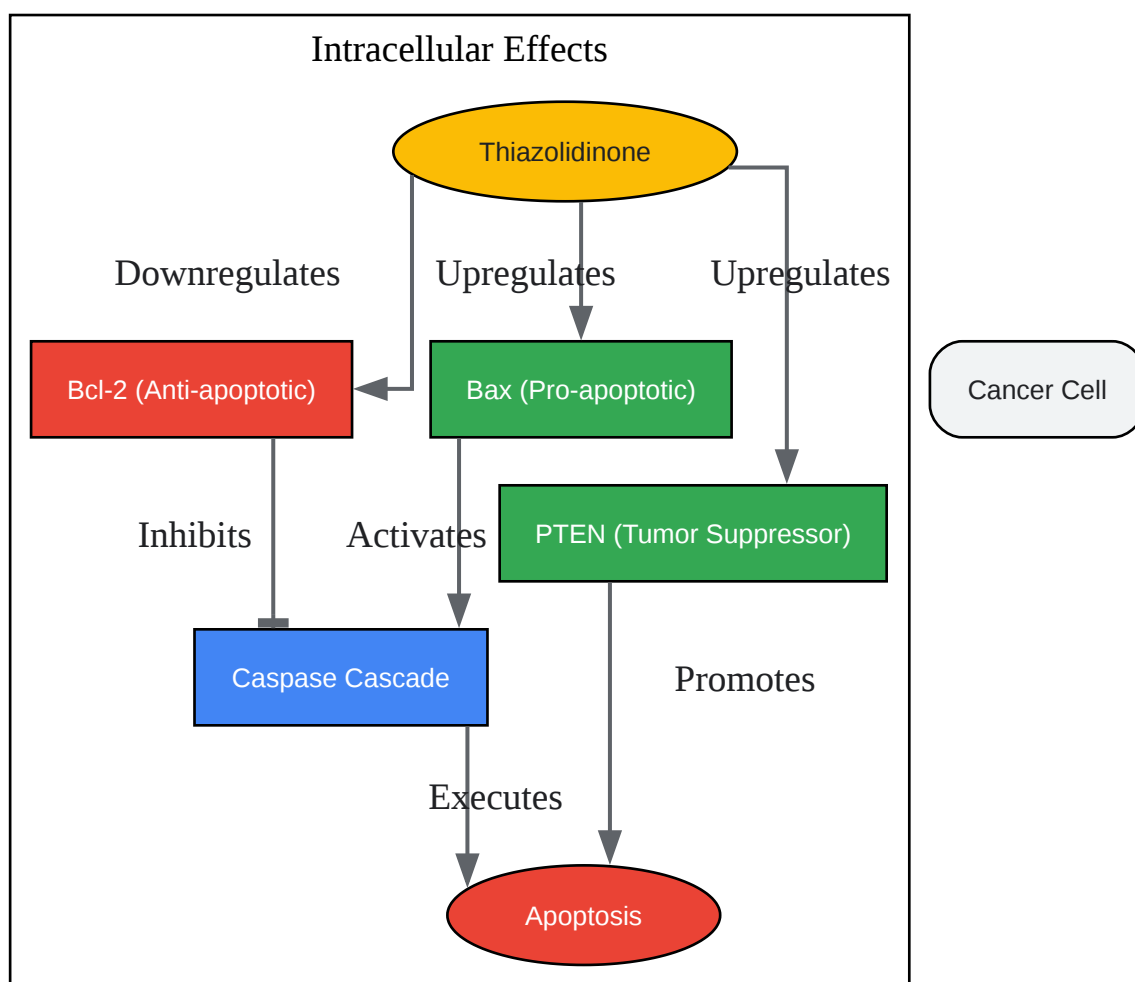 Intracellular Effects
Thiazolidinone
Downregulates
Upregulates
Upregulates
Bcl-2 (Anti-apoptotic)
Bax (Pro-apoptotic)
Cancer Cell
Inhibits
Activates
PTEN (Tumor Suppressor)
Caspase Cascade
Promotes
Executes
Apoptosis